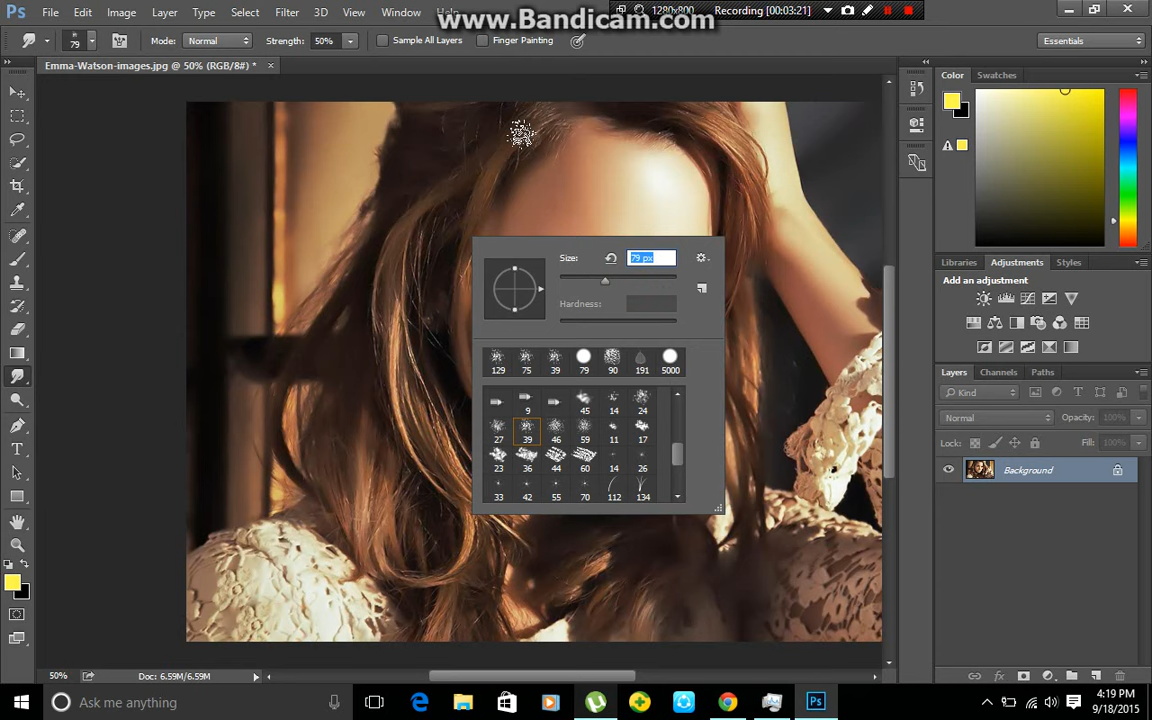 www.Bandicam.com
1280x800 Recording [00:03:21]
Ps File Edit Image Layer Type Select Filter 3D View Window Help
79 Mode: Normal Strength: 50% Sample All Layers Finger Painting Essentials
Emma-Watson-images.jpg @ 50% (RGB/8#) *
Color Swatches
Size: 79 px
Hardness:
129 75 39 79 90 191 5000
9 45 14 24
27 39 46 59 11 17
23 36 44 60 14 26
33 42 55 70 112 134
Libraries Adjustments Styles
Add an adjustment
Layers Channels Paths
Kind
Normal Opacity: 100%
Lock: Fill: 100%
Background
50% Doc: 6.59M/6.59M
Ask me anything
Ps
4:19 PM
9/18/2015